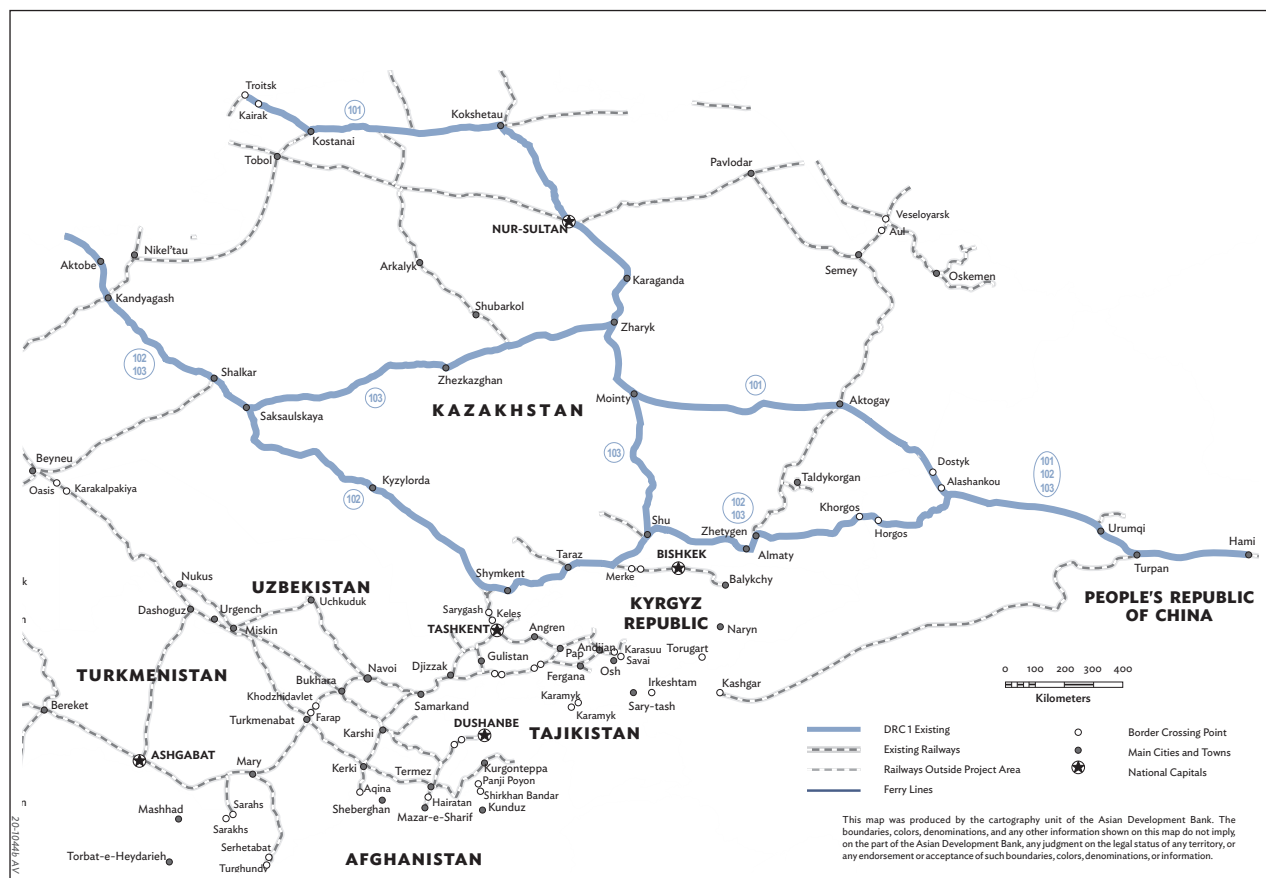 Troitsk
Kairak
101
Kostanai
Kokshetau
Tobol
Pavlodar
NUR-SULTAN
Veseloyarsk
Aul
Semey
Oskemen
Nikel'tau
Aktobe
Arkalyk
Karaganda
Kandyagash
Shubarkol
Zharyk
102
103
Shalkar
Zhezkazghan
103
Saksaulskaya
KAZAKHSTAN
Mointy
101
Aktogay
103
Beyneu
Oasis
Karakalpakiya
Kyzylorda
102
Dostyk
Alashankou
101
102
103
Taldykorgan
102
103
Khorgos
Horgos
Shu
Zhetygen
Almaty
Urumqi
Hami
Turpan
BISHKEK
Taraz
Merke
Balykchy
Shymkent
Nukus
UZBEKISTAN
Uchkuduk
Dashoguz
Urgench
Miskin
Sarygash
Keles
TASHKENT
KYRGYZ
REPUBLIC
PEOPLE'S REPUBLIC
OF CHINA
Angren
Naryn
Pap
Andijan
Karasuu
Savai
Torugart
Gulistan
Djizzak
Fergana
Osh
TURKMENISTAN
Navoi
Bukhara
Samarkand
Khodzhidavlet
Farap
Turkmenabat
Karamyk
Karamyk
Irkeshtam
Sary-tash
Kashgar
0 100 200 300 400
Kilometers
Bereket
Karshi
DUSHANBE
TAJIKISTAN
ASHGABAT
Mary
Kerki
Termez
Kurgonteppa
Aqina
Panji Poyon
Sheberghan
Hairatan
Shirkhan Bandar
Mazar-e-Sharif
Kunduz
Mashhad
Sarahs
Sarakhs
Serhetabat
Torbat-e-Heydarieh
Turghundy
AFGHANISTAN
DRC1 Existing
Existing Railways
Railways Outside Project Area
Ferry Lines
Border Crossing Point
Main Cities and Towns
National Capitals
This map was produced by the cartography unit of the Asian Development Bank. The
boundaries, colors, denominations, and any other information shown on this map do not imply,
on the part of the Asian Development Bank, any judgment on the legal status of any territory, or
any endorsement or acceptance of such boundaries, colors, denominations, or information.
20-1044b AV